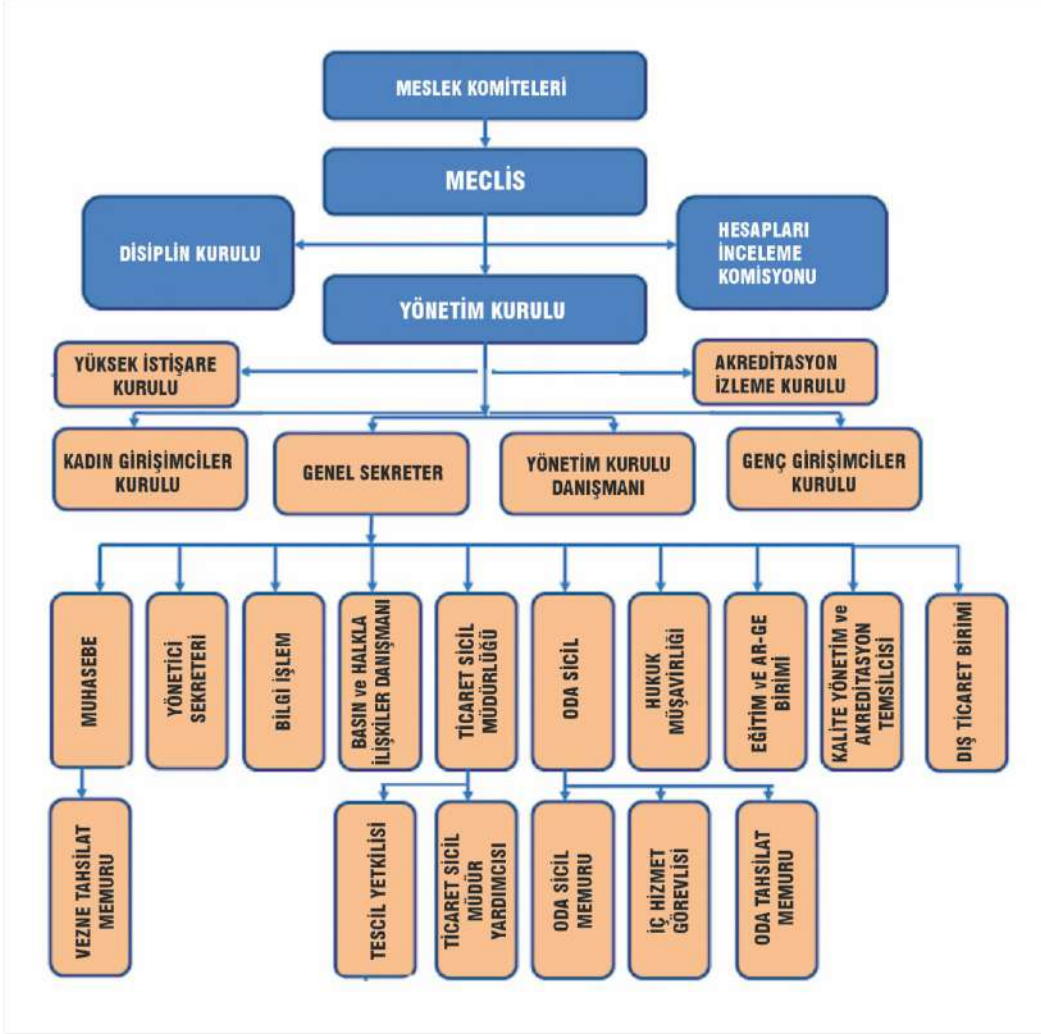 MESLEK KOMİTELERİ
MECLİS
DİSİPLİN KURULU
HESAPLARI
İNCELEME
KOMİSYONU
YÖNETİM KURULU
YÜKSEK İSTİŞARE
KURULU
AKREDİTASYON
İZLEME KURULU
KADIN GİRİŞİMCİLER
KURULU
GENEL SEKRETER
YÖNETİM KURULU
DANIŞMANI
GENÇ GİRİŞİMCİLER
KURULU
MUHASEBE
YÖNETİCİ
SEKRETERİ
BİLGİ İŞLEM
BASIN ve HALKLA
İLİŞKİLER DANIŞMANI
TİCARET SİCİL
MÜDÜRLÜĞÜ
ODA SİCİL
HUKUK
MÜŞAVİRLİĞİ
EĞİTİM ve AR-GE
BİRİMİ
KALİTE YÖNETİM ve
AKREDİTASYON
TEMSİLCİSİ
DIŞ TİCARET BİRİMİ
VEZNE TAHSİLAT
MEMURU
TESCİL YETKİLİSİ
TİCARET SİCİL
MÜDÜR
YARDIMCISI
ODA SİCİL
MEMURU
İÇ HİZMET
GÖREVLİSİ
ODA TAHSİLAT
MEMURU